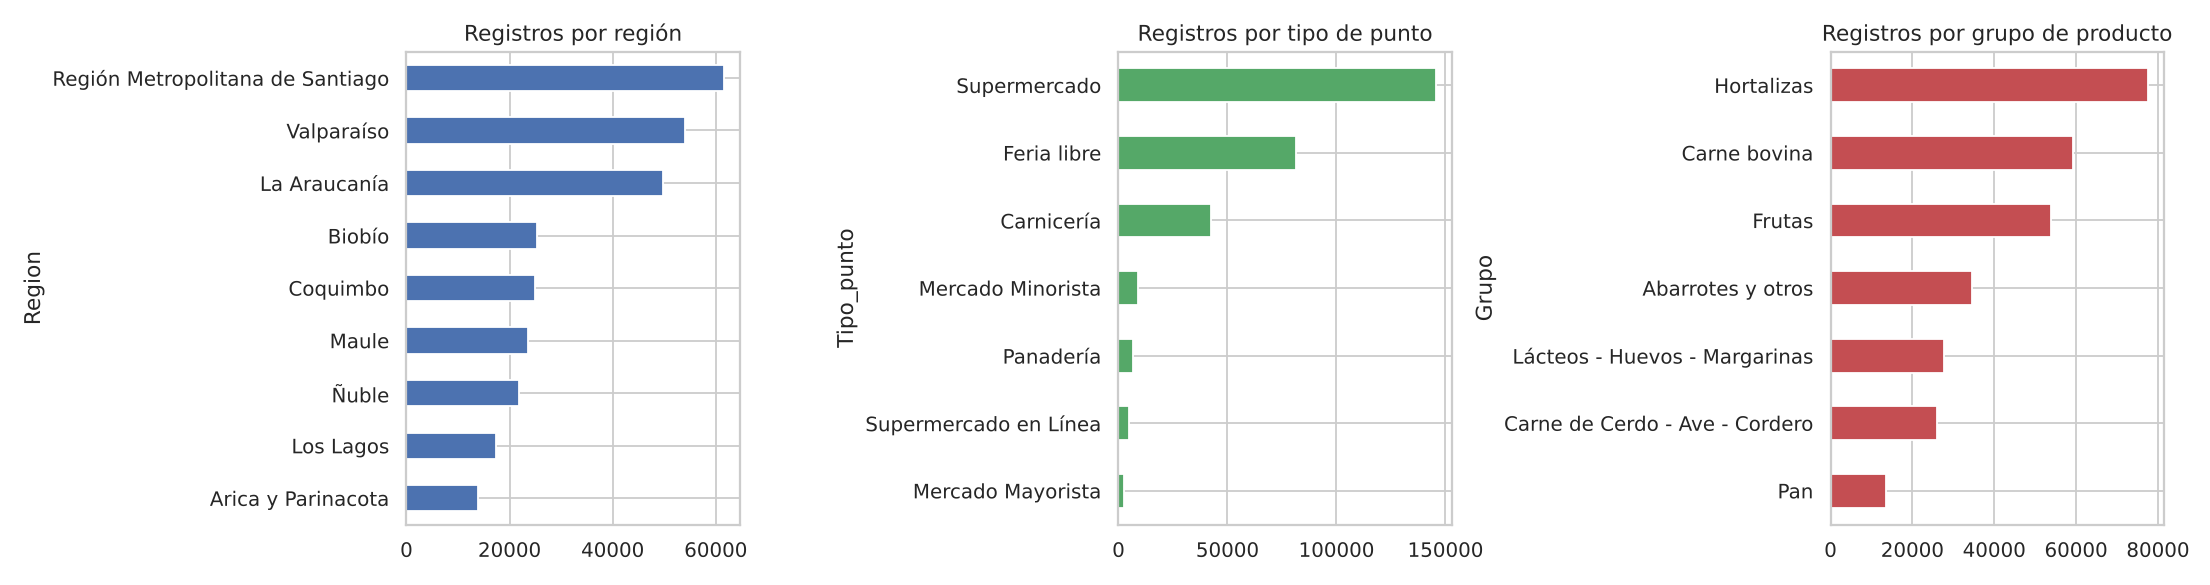 Registros por región
Región Metropolitana de Santiago
Valparaíso
La Araucanía
Biobío
Coquimbo
Maule
Ñuble
Los Lagos
Arica y Parinacota
Region
0 20000 40000 60000
Registros por tipo de punto
Supermercado
Feria libre
Carnicería
Mercado Minorista
Panadería
Supermercado en Línea
Mercado Mayorista
Tipo_punto
0 50000 100000 150000
Registros por grupo de producto
Hortalizas
Carne bovina
Frutas
Abarrotes y otros
Lácteos - Huevos - Margarinas
Carne de Cerdo - Ave - Cordero
Pan
Grupo
0 20000 40000 60000 80000